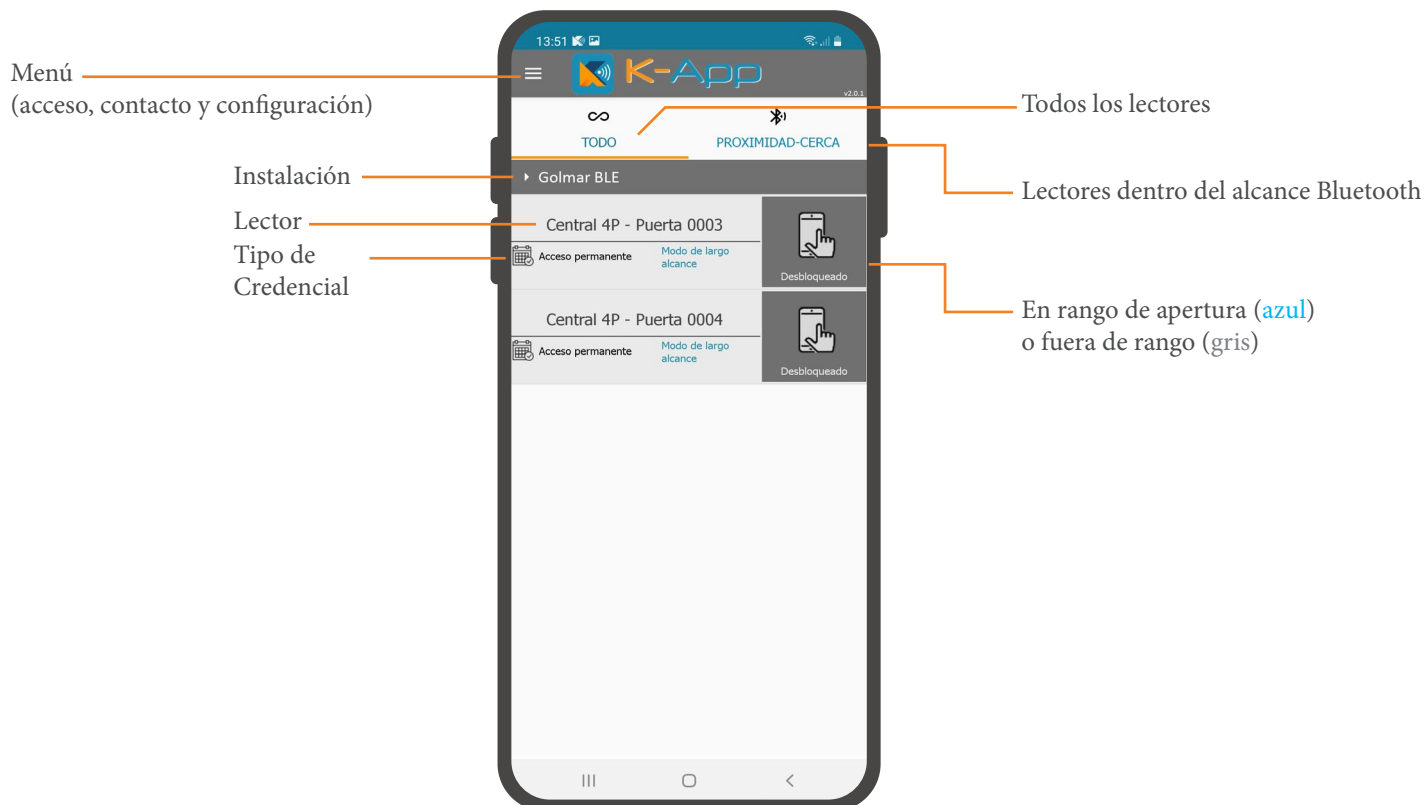 13:51
K-App
v2.0.1
Menú
(acceso, contacto y configuración)
Todos los lectores
TODO
PROXIMIDAD-CERCA
Instalación
Golmar BLE
Lectores dentro del alcance Bluetooth
Lector
Central 4P - Puerta 0003
Tipo de
Credencial
Acceso permanente
Modo de largo
alcance
Desbloqueado
En rango de apertura (azul)
o fuera de rango (gris)
Central 4P - Puerta 0004
Acceso permanente
Modo de largo
alcance
Desbloqueado